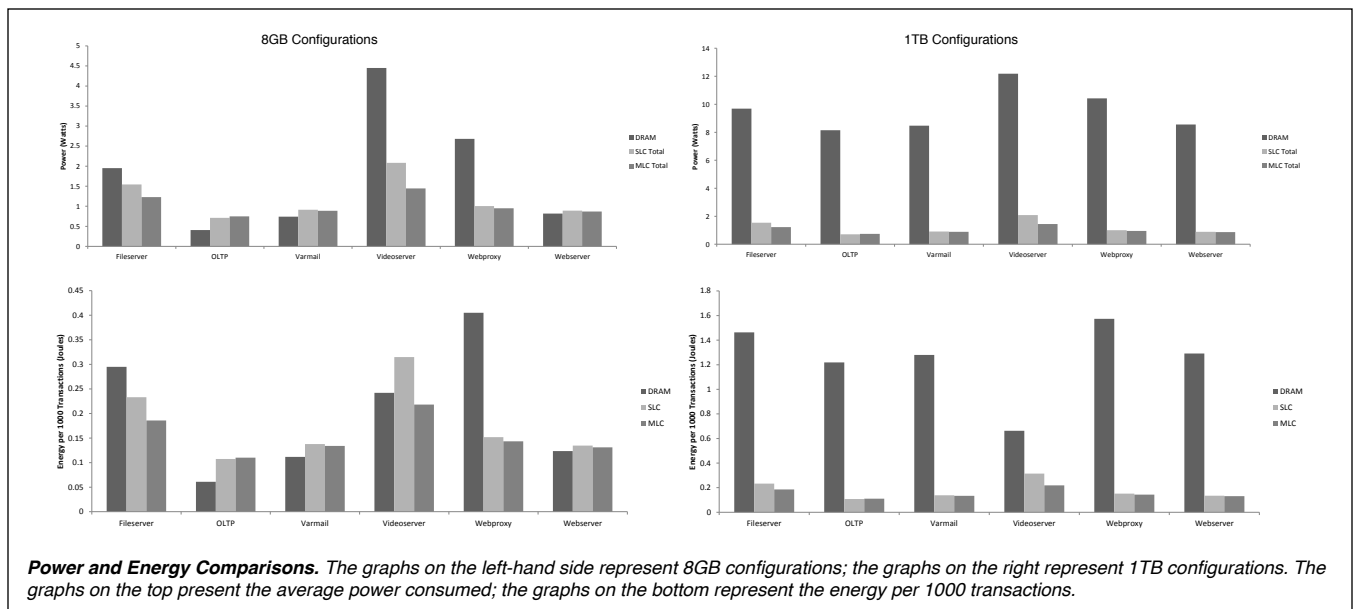 8GB Configurations
5
4.5
4
3.5
3
2.5
2
1.5
1
0.5
0
Power (Watts)
Fileserver OLTP Varmail Videoserver Webproxy Webserver
DRAM
SLC Total
MLC Total
1TB Configurations
14
12
10
8
6
4
2
0
Power (Watts)
Fileserver OLTP Varmail Videoserver Webproxy Webserver
DRAM
SLC Total
MLC Total
0.45
0.4
0.35
0.3
0.25
0.2
0.15
0.1
0.05
0
Energy per 1000 Transactions (Joules)
Fileserver OLTP Varmail Videoserver Webproxy Webserver
DRAM
SLC
MLC
1.8
1.6
1.4
1.2
1
0.8
0.6
0.4
0.2
0
Energy per 1000 Transactions (Joules)
Fileserver OLTP Varmail Videoserver Webproxy Webserver
DRAM
SLC
MLC
Power and Energy Comparisons. The graphs on the left-hand side represent 8GB configurations; the graphs on the right represent 1TB configurations. The
graphs on the top present the average power consumed; the graphs on the bottom represent the energy per 1000 transactions.